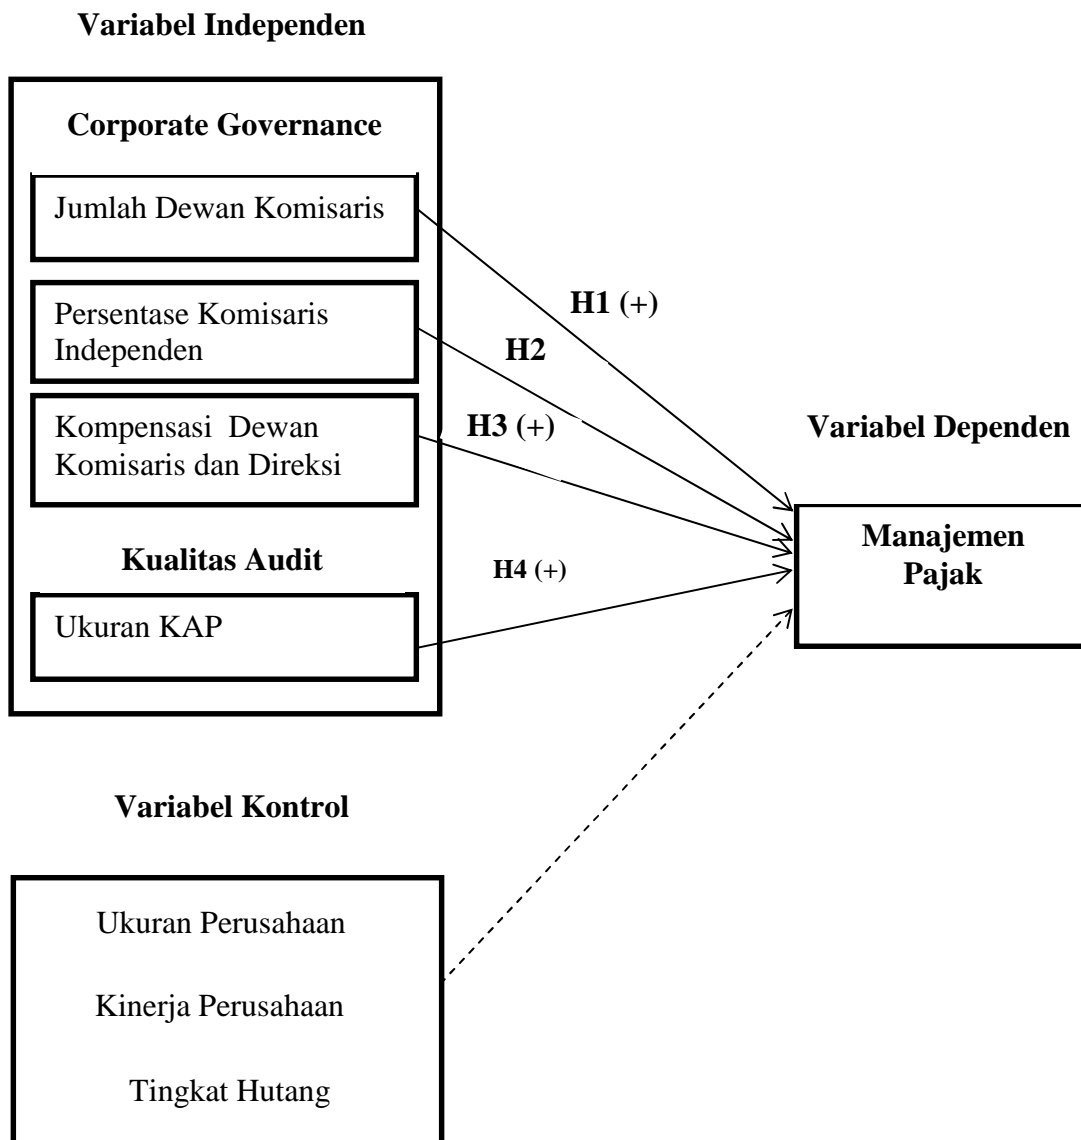 Variabel Independen
Corporate Governance
Jumlah Dewan Komisaris
Persentase Komisaris
Independen
Kompensasi Dewan
Komisaris dan Direksi
Kualitas Audit
Ukuran KAP
H1 (+)
H2
H3 (+)
H4 (+)
Variabel Dependen
Manajemen
Pajak
Variabel Kontrol
Ukuran Perusahaan
Kinerja Perusahaan
Tingkat Hutang